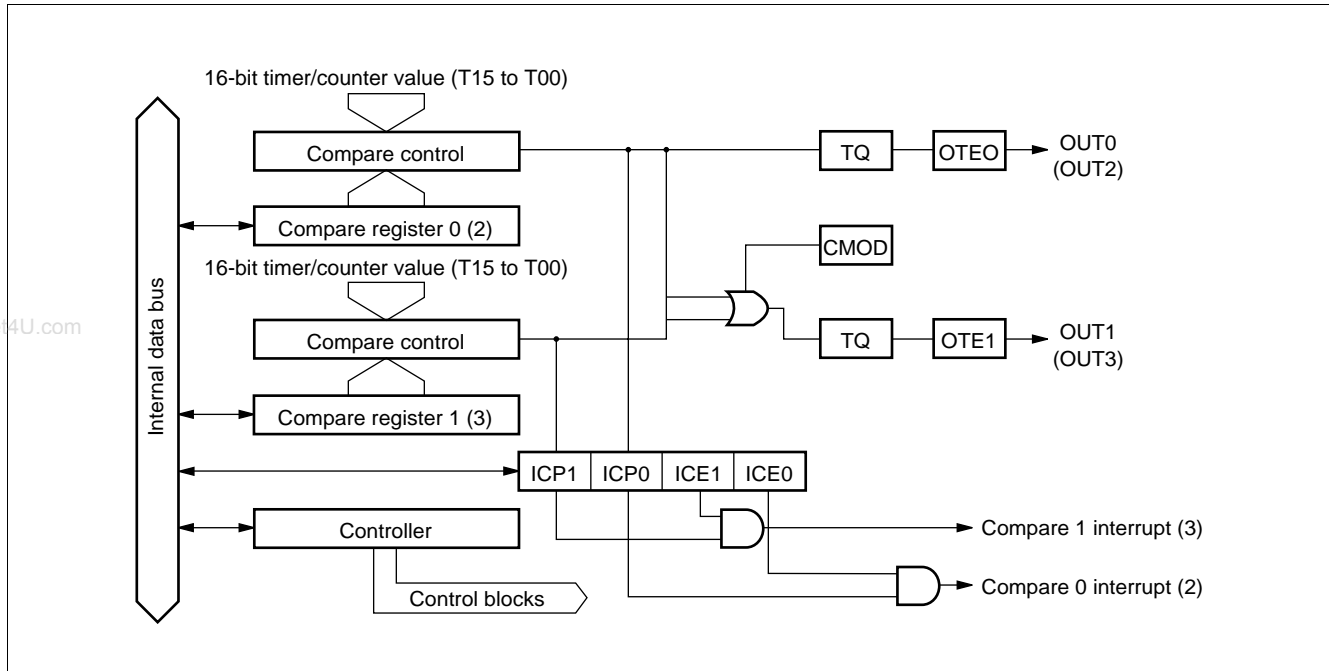 16-bit timer/counter value (T15 to T00)
Compare control
TQ
OTEO
OUT0
(OUT2)
Compare register 0 (2)
CMOD
16-bit timer/counter value (T15 to T00)
Internal data bus
t4U.com
Compare control
TQ
OTE1
OUT1
(OUT3)
Compare register 1 (3)
ICP1 ICP0 ICE1 ICE0
Controller
Compare 1 interrupt (3)
Control blocks
Compare 0 interrupt (2)